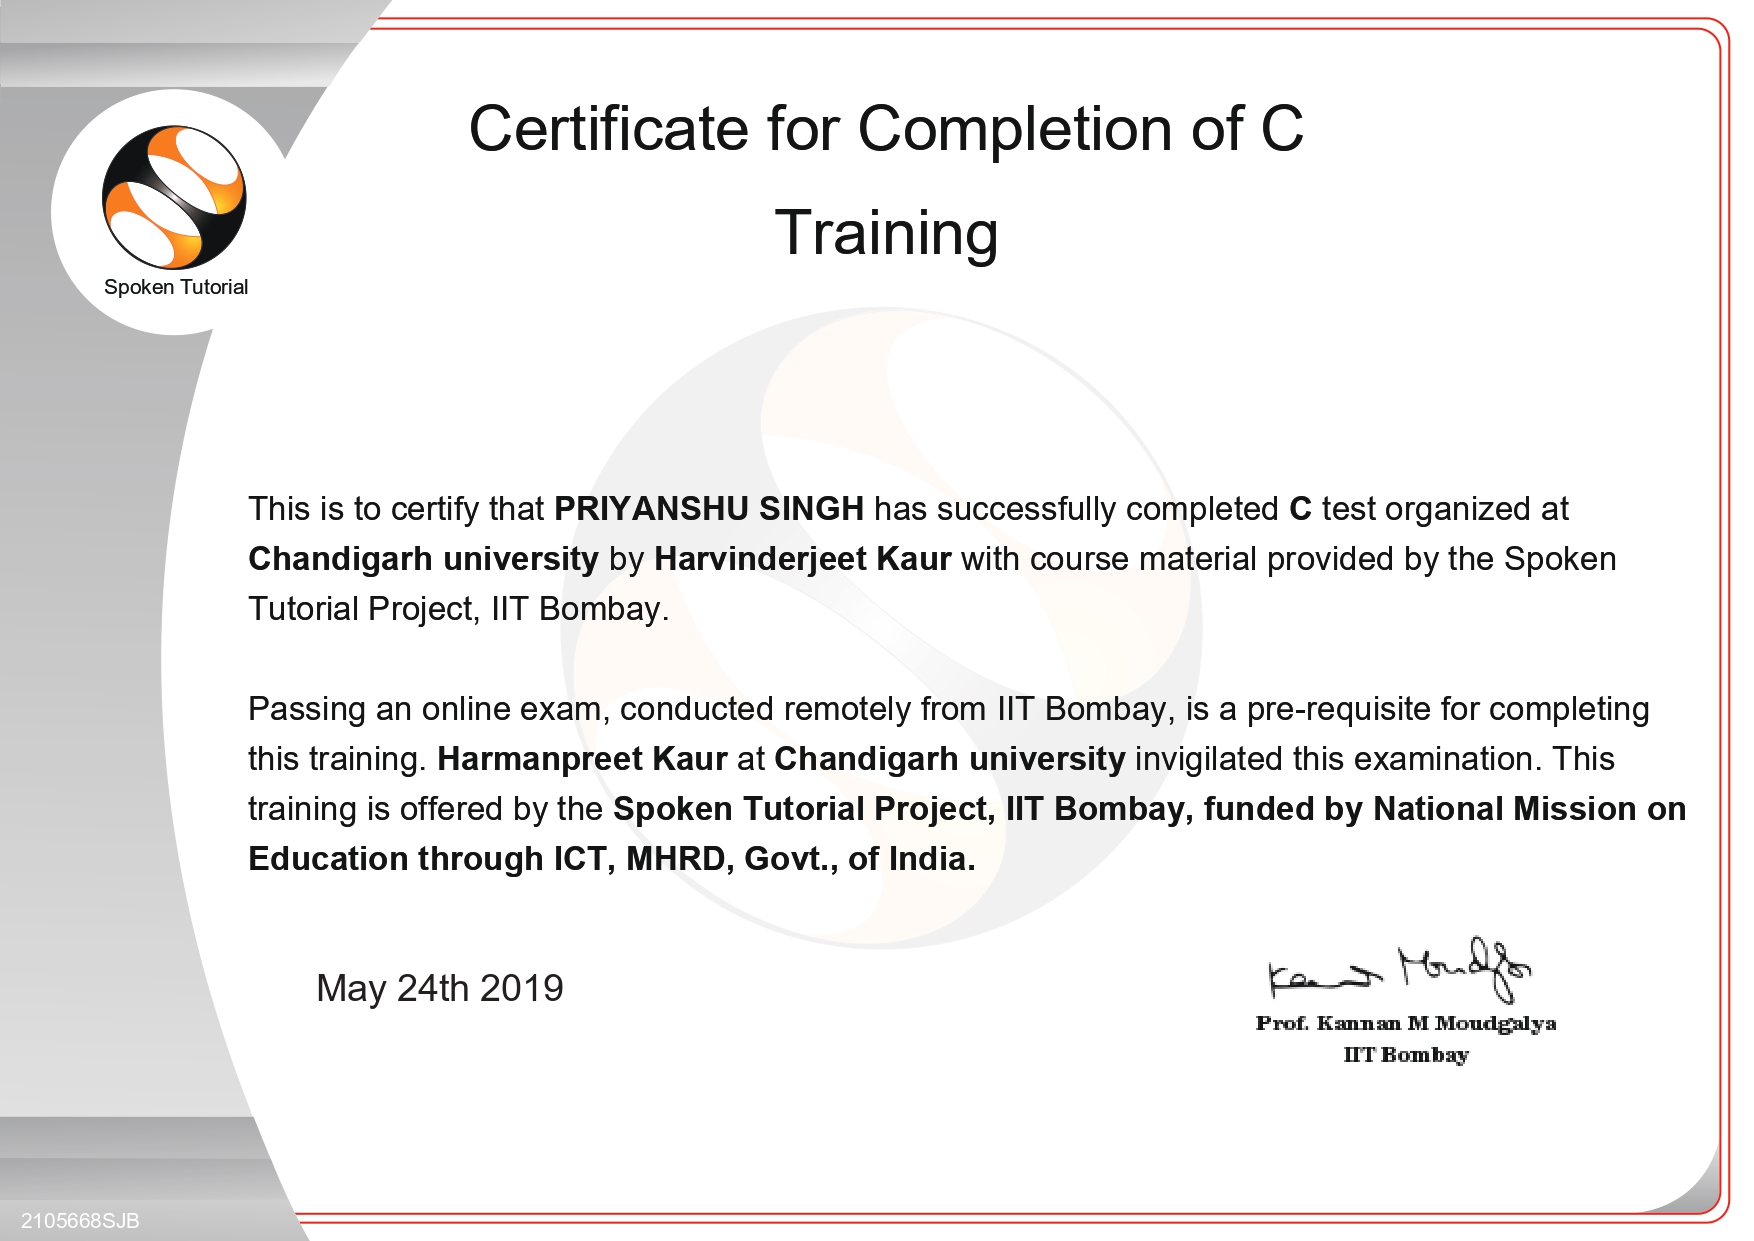 Certificate for Completion of C
Training
Spoken Tutorial
This is to certify that PRIYANSHU SINGH has successfully completed C test organized at
Chandigarh university by Harvinderjeet Kaur with course material provided by the Spoken
Tutorial Project, IIT Bombay.
Passing an online exam, conducted remotely from IIT Bombay, is a pre-requisite for completing
this training. Harmanpreet Kaur at Chandigarh university invigilated this examination. This
training is offered by the Spoken Tutorial Project, IIT Bombay, funded by National Mission on
Education through ICT, MHRD, Govt., of India.
May 24th 2019
Kannan Moudgalya
Prof. Kannan M Moudgalya
IIT Bombay
2105668SJB